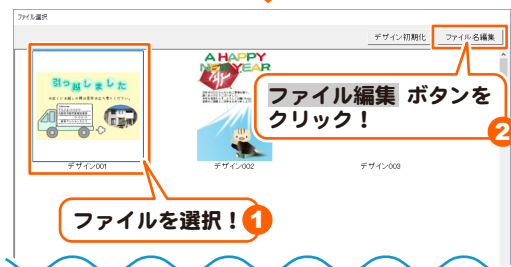 ファイル選択
デザイン初期化 ファイル名編集
引っ越しました
A HAPPY
NEW YEAR
ファイル編集 ボタンを
クリック！
2
デザイン001
デザイン002
デザイン003
ファイルを選択！
1